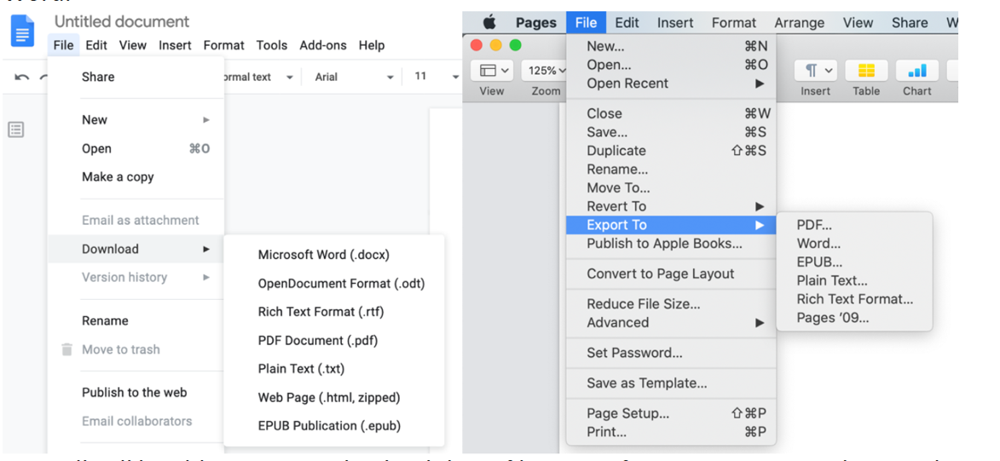 Untitled document
File Edit View Insert Format Tools Add-ons Help
Arial 11
Share
New
Open ⌘O
Make a copy
Email as attachment
Download
Version history
Rename
Move to trash
Publish to the web
Email collaborators
Microsoft Word (.docx)
OpenDocument Format (.odt)
Rich Text Format (.rtf)
PDF Document (.pdf)
Plain Text (.txt)
Web Page (.html, zipped)
EPUB Publication (.epub)
Pages File Edit Insert Format Arrange View Share W
125%
View Zoom Insert Table Chart
New... ⌘N
Open... ⌘O
Open Recent
Close ⌘W
Save... ⌘S
Duplicate ⇧⌘S
Rename...
Move To...
Revert To
Export To
Publish to Apple Books...
Convert to Page Layout
Reduce File Size...
Advanced
Set Password...
Save as Template...
Page Setup... ⇧⌘P
Print... ⌘P
PDF...
Word...
EPUB...
Plain Text...
Rich Text Format...
Pages ’09...